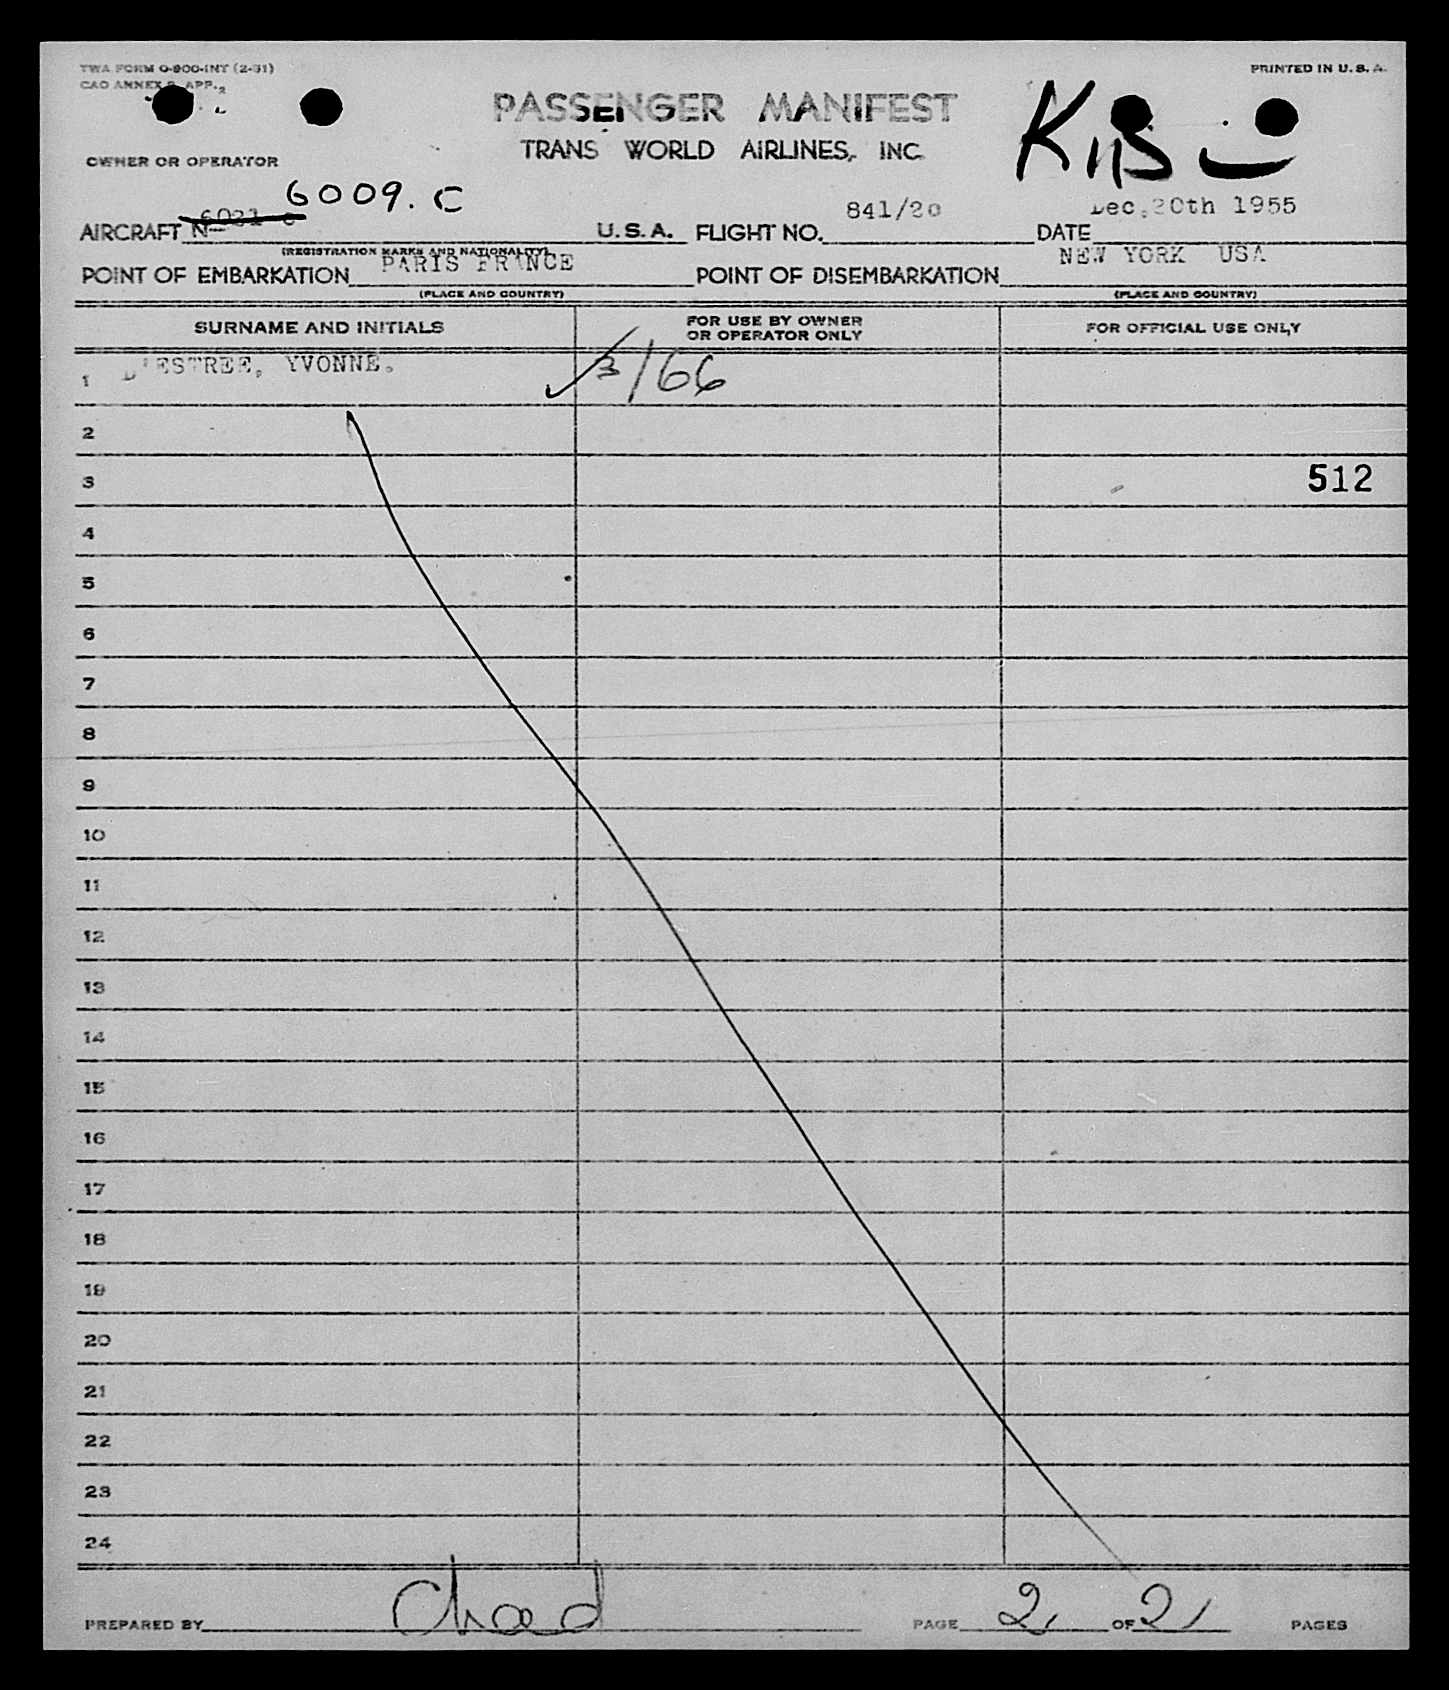 TWA FORM O-900-INT (2-51)
PRINTED IN U. S. A.
CAO ANNEX 9, APP. 2
PASSENGER MANIFEST
TRANS WORLD AIRLINES, INC.
OWNER OR OPERATOR
6009. C
AIRCRAFT N 6021 c U. S. A. FLIGHT NO. 841/20 DATE Dec. 20th 1955
(REGISTRATION MARKS AND NATIONALITY)
POINT OF EMBARKATION PARIS FRANCE POINT OF DISEMBARKATION NEW YORK USA
(PLACE AND COUNTRY) (PLACE AND COUNTRY)
SURNAME AND INITIALS FOR USE BY OWNER OR OPERATOR ONLY FOR OFFICIAL USE ONLY
1 D'ESTREE, YVONNE. 3/66
2
3 512
4
5
6
7
8
9
10
11
12
13
14
15
16
17
18
19
20
21
22
23
24
PREPARED BY PAGE 2 OF 2 PAGES